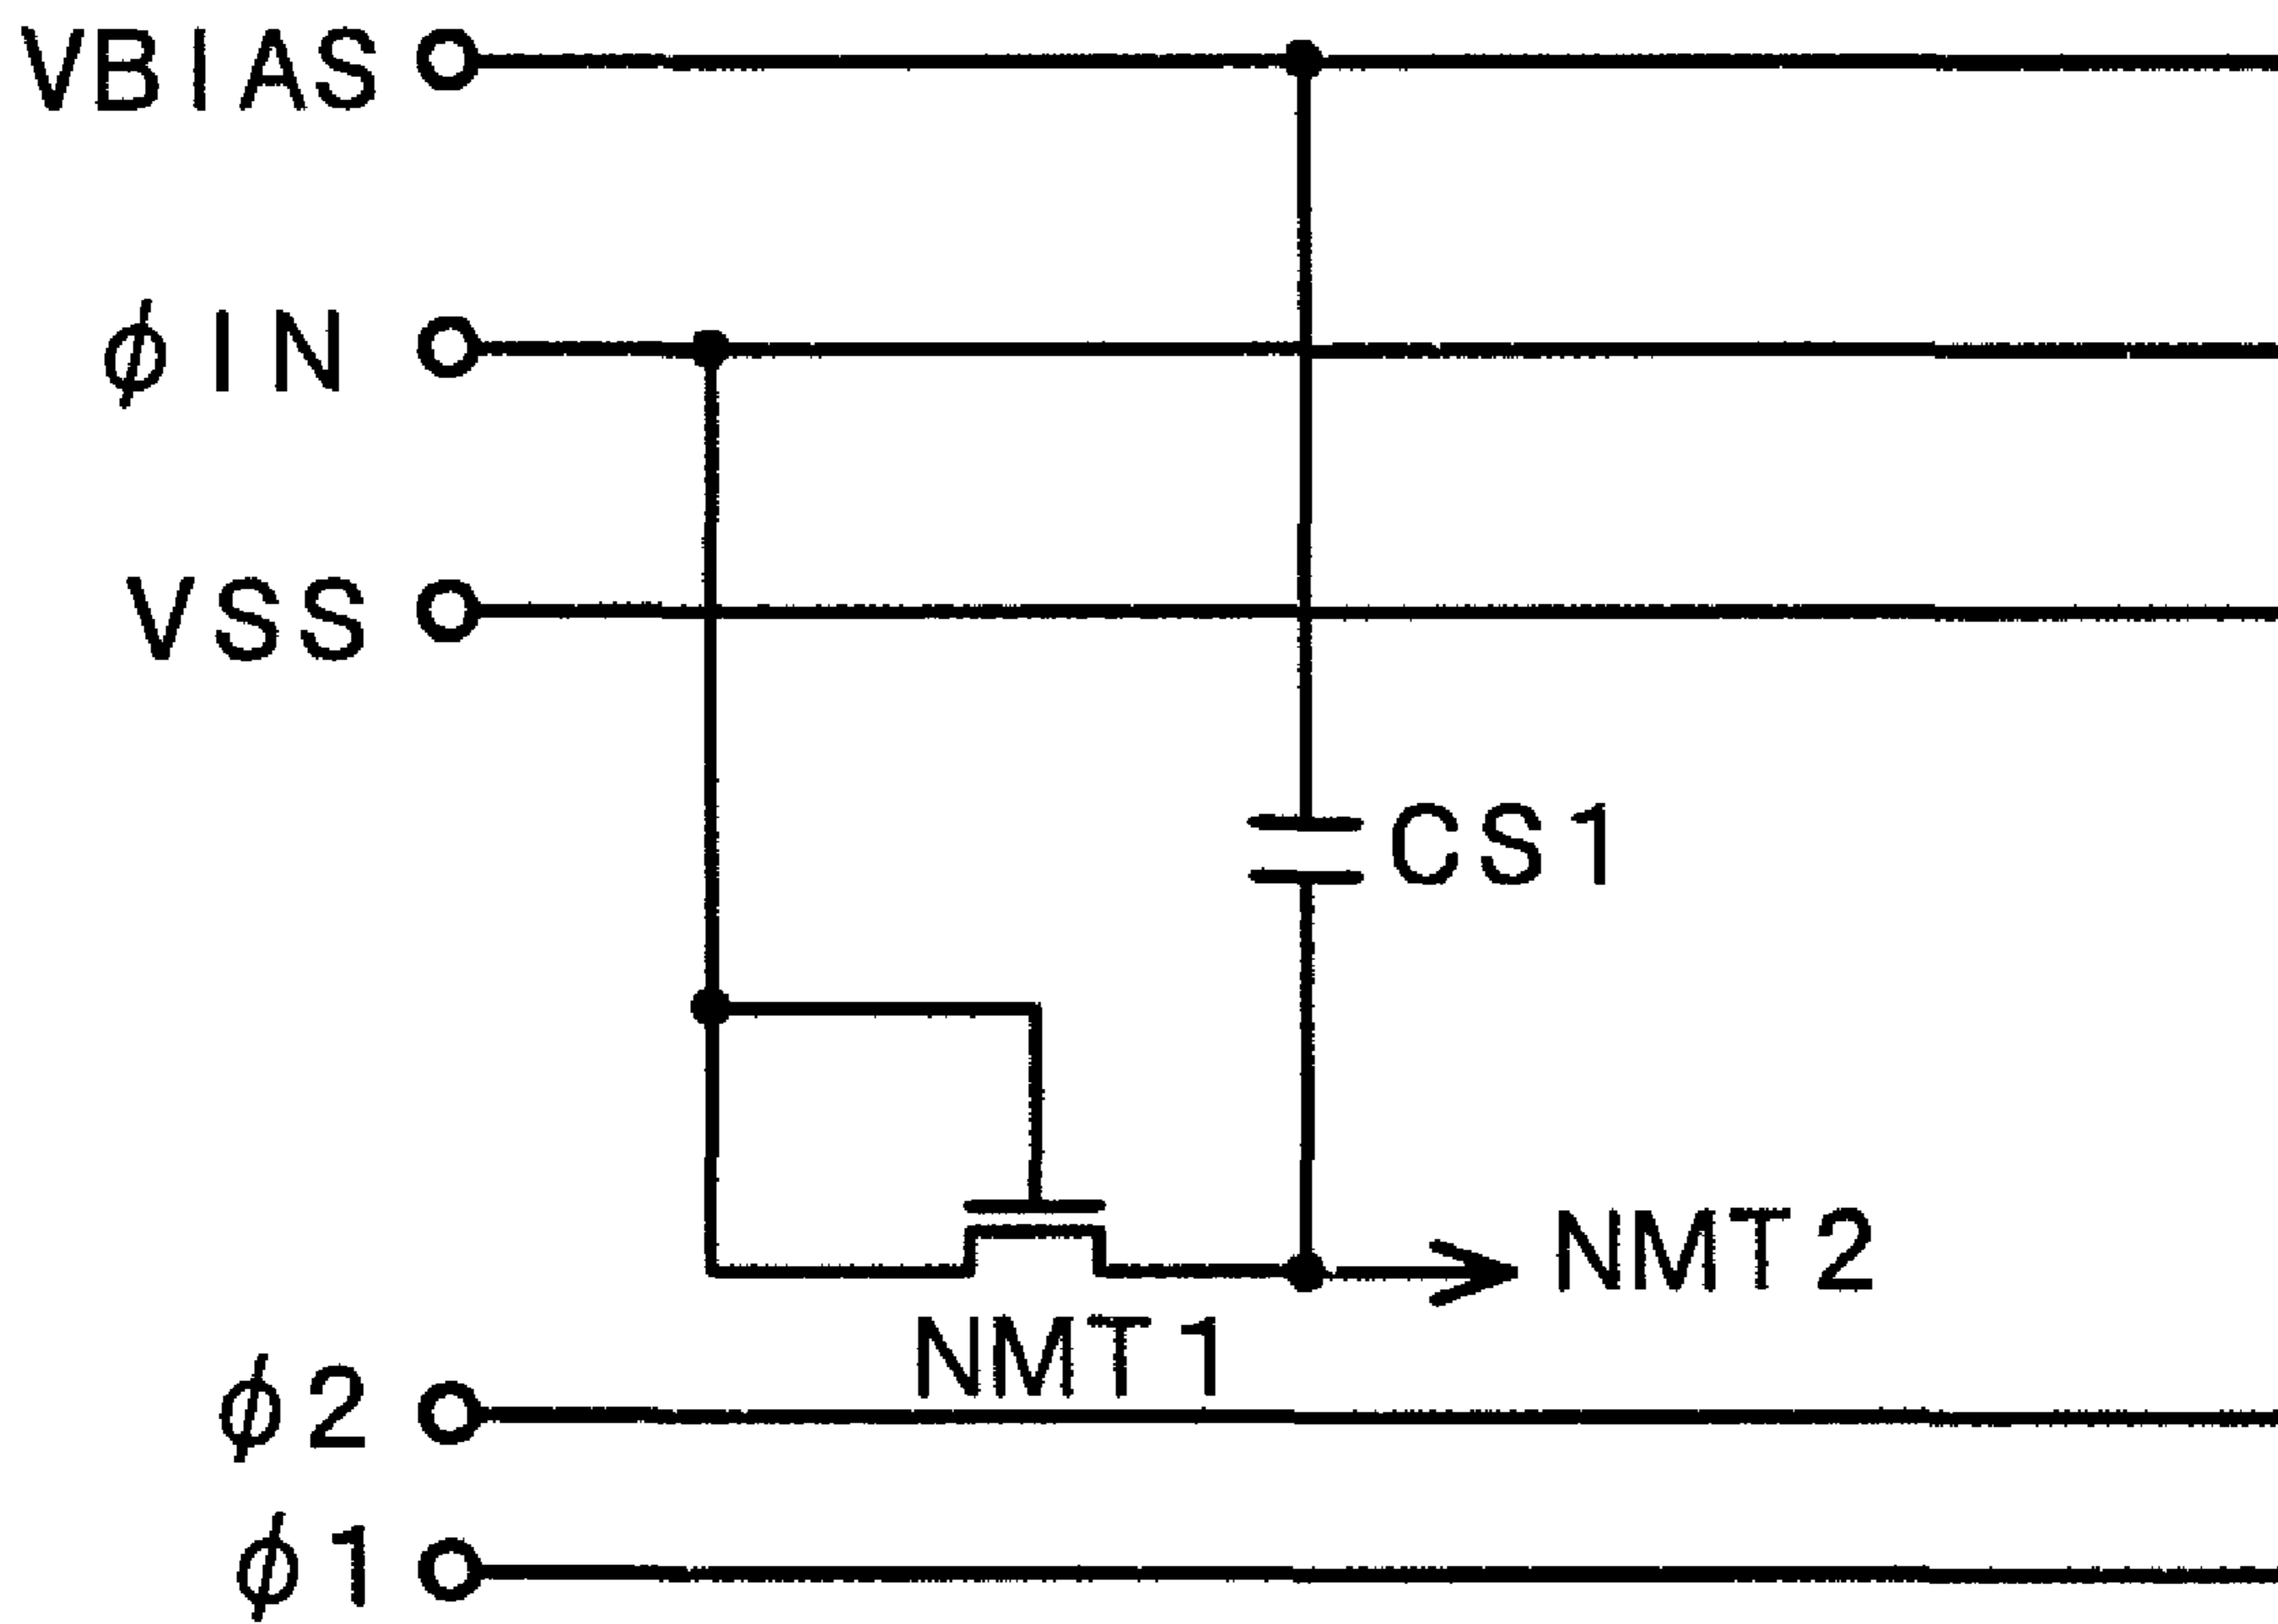 VBIAS
φIN
VSS
CS1
NMT2
NMT1
φ2
φ1